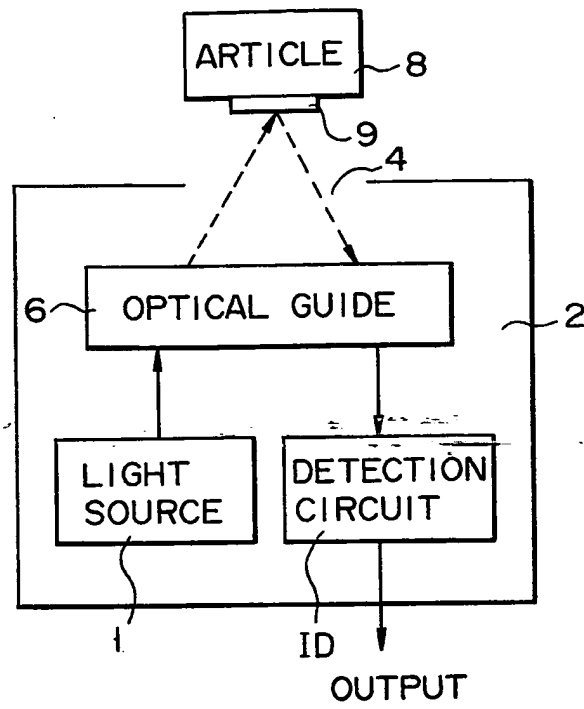 ARTICLE
8
9
4
6
OPTICAL GUIDE
2
LIGHT
SOURCE
DETECTION
CIRCUIT
1
ID
OUTPUT